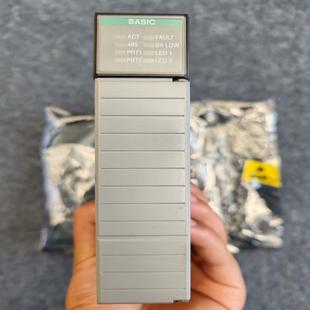 BASIC
ACT FAULT
485 BA LOW
PRT1 LED 1
PRT2 LED 2